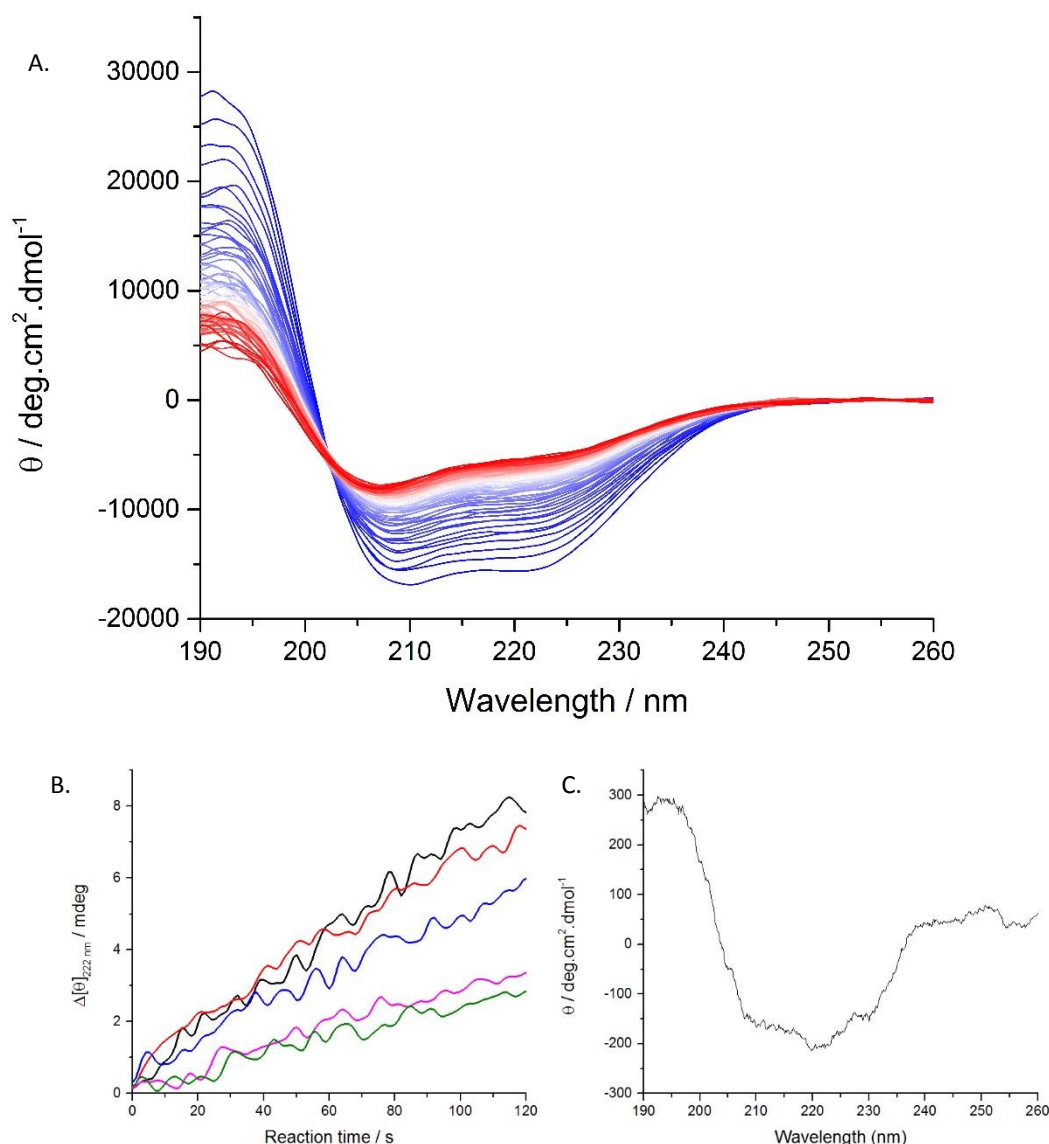 A.
30000
20000
10000
0
-10000
-20000
θ / deg.cm².dmol⁻¹
190 200 210 220 230 240 250 260
Wavelength / nm
B.
8
6
4
2
0
Δ[θ]₂₂₂ ₙₘ / mdeg
0 20 40 60 80 100 120
Reaction time / s
C.
300
200
100
0
-100
-200
-300
θ / deg.cm².dmol⁻¹
190 200 210 220 230 240 250 260
Wavelength (nm)